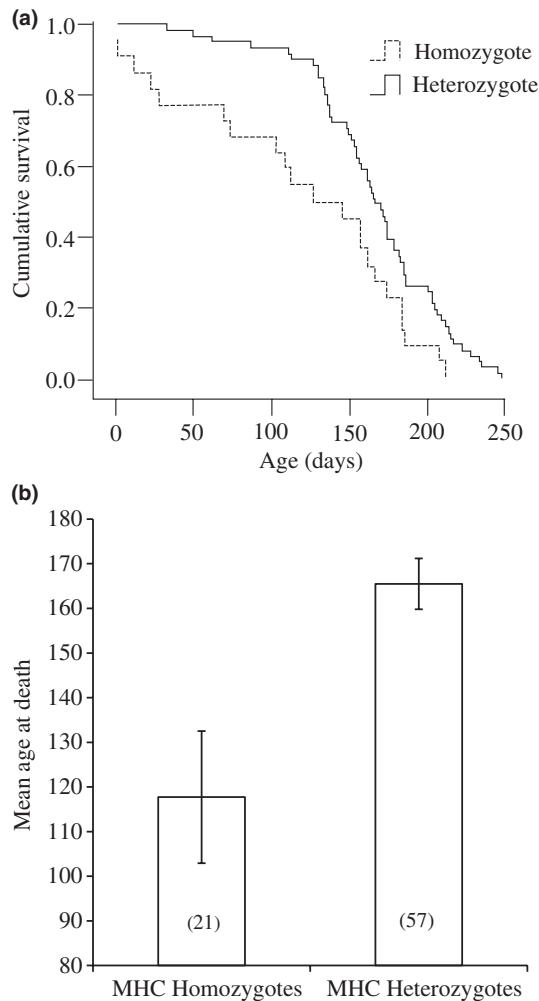 (a)
1.0
0.8
0.6
0.4
0.2
0.0
Cumulative survival
Homozygote
Heterozygote
0 50 100 150 200 250
Age (days)
(b)
180
170
160
150
140
130
120
110
100
90
80
Mean age at death
(21)
(57)
MHC Homozygotes MHC Heterozygotes